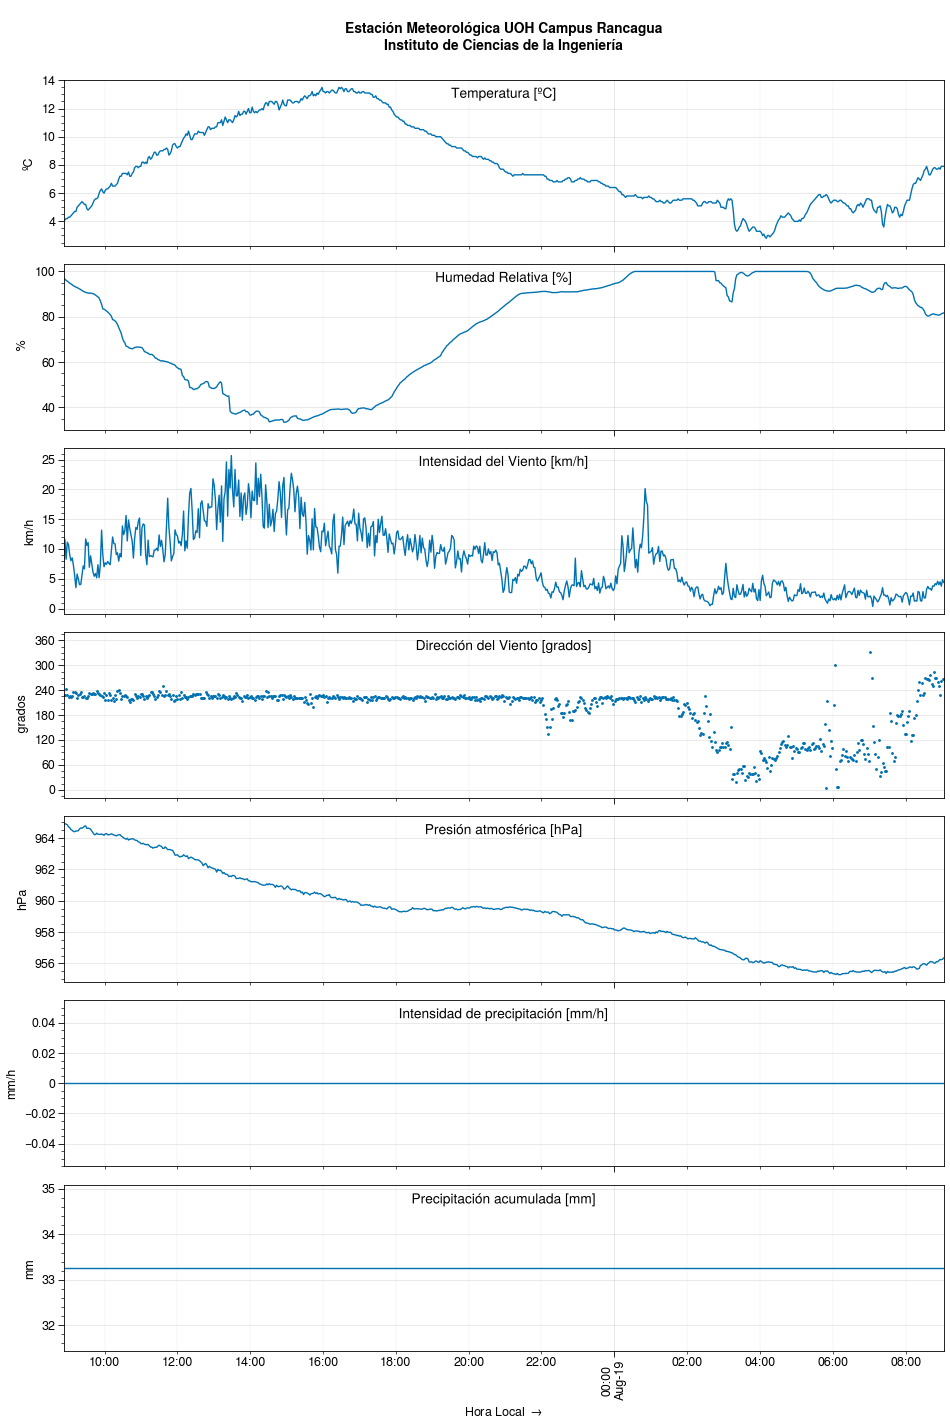 Estación Meteorológica UOH Campus Rancagua
Instituto de Ciencias de la Ingeniería
Temperatura [ºC]
ºC
14
12
10
8
6
4
Humedad Relativa [%]
%
100
80
60
40
Intensidad del Viento [km/h]
km/h
25
20
15
10
5
0
Dirección del Viento [grados]
grados
360
300
240
180
120
60
0
Presión atmosférica [hPa]
hPa
964
962
960
958
956
Intensidad de precipitación [mm/h]
mm/h
0.04
0.02
0
−0.02
−0.04
Precipitación acumulada [mm]
mm
35
34
33
32
10:00 12:00 14:00 16:00 18:00 20:00 22:00 00:00 02:00 04:00 06:00 08:00
Aug-19
Hora Local →